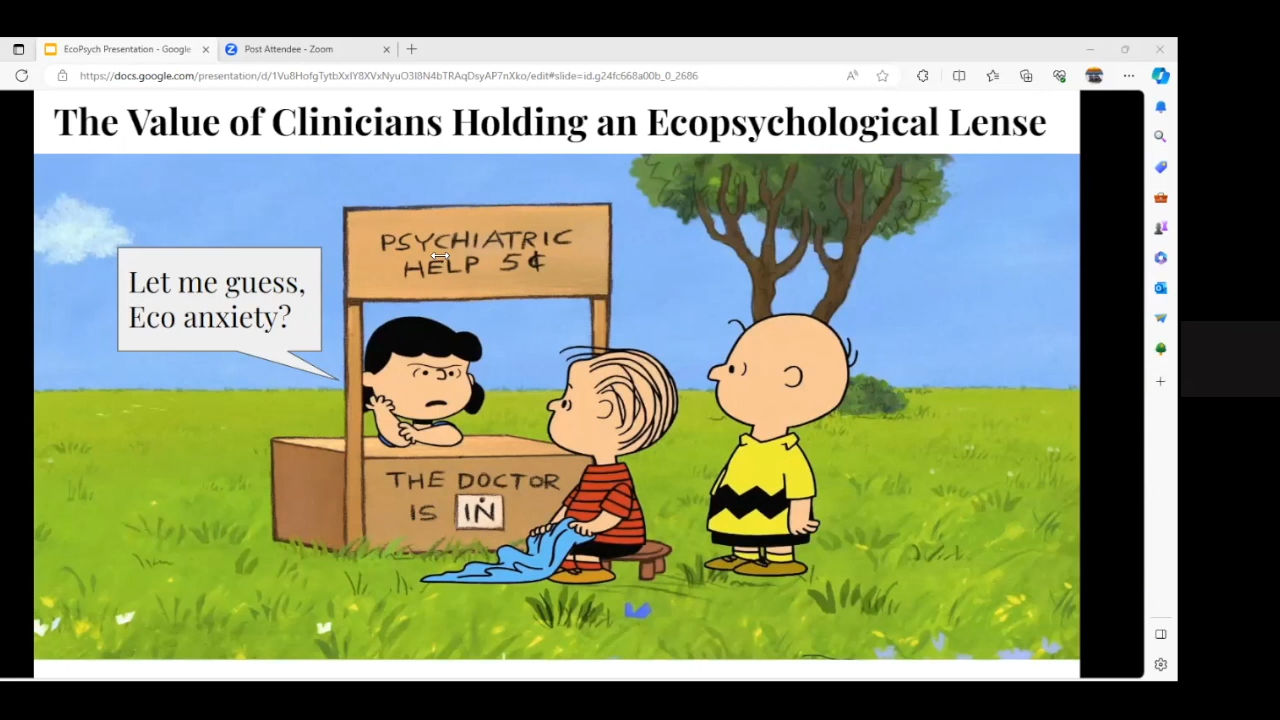 EcoPsych Presentation - Google
Post Attendee - Zoom
https://docs.google.com/presentation/d/1Vu8HofgTytbXxIY8XVxNyuO3I8N4bTRAqDsyAP7nXko/edit#slide=id.g24fc668a00b_0_2686
The Value of Clinicians Holding an Ecopsychological Lense
PSYCHIATRIC
HELP 5¢
Let me guess,
Eco anxiety?
THE DOCTOR
IS IN